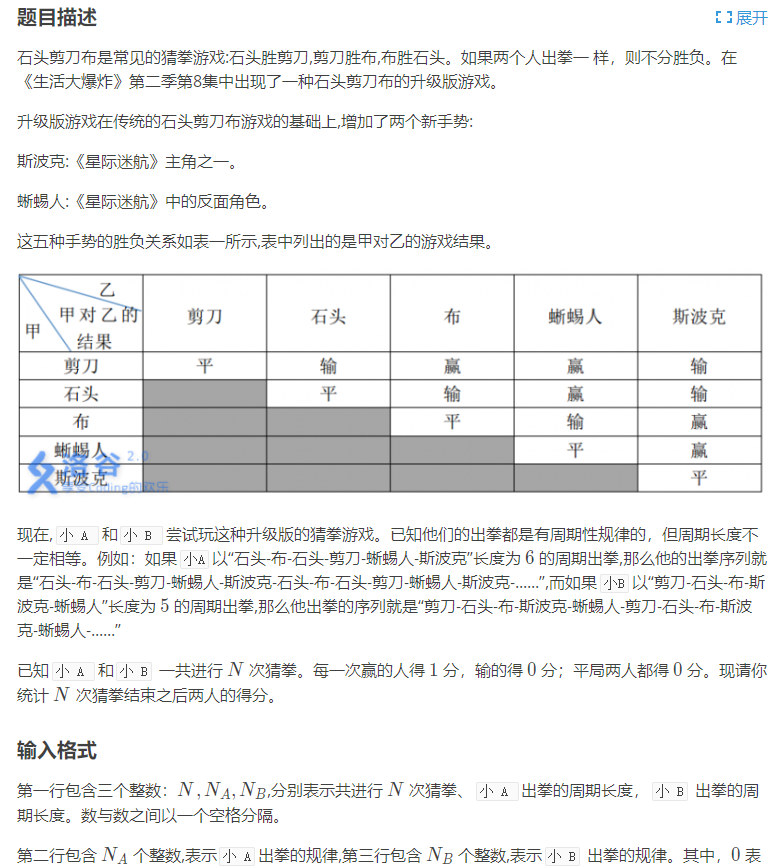 题目描述
展开
石头剪刀布是常见的猜拳游戏:石头胜剪刀,剪刀胜布,布胜石头。如果两个人出拳一 样，则不分胜负。在
《生活大爆炸》第二季第8集中出现了一种石头剪刀布的升级版游戏。
升级版游戏在传统的石头剪刀布游戏的基础上,增加了两个新手势:
斯波克:《星际迷航》主角之一。
蜥蜴人:《星际迷航》中的反面角色。
这五种手势的胜负关系如表一所示,表中列出的是甲对乙的游戏结果。
乙
甲对乙的
甲
结果
剪刀 石头 布 蜥蜴人 斯波克
剪刀 平 输 赢 赢 输
石头 平 输 赢 输
布 平 输 赢
蜥蜴人 平 赢
斯波克 平
洛谷 2.0
享受coding的欢乐
现在, 小 A 和 小 B 尝试玩这种升级版的猜拳游戏。已知他们的出拳都是有周期性规律的，但周期长度不
一定相等。例如：如果 小A 以“石头-布-石头-剪刀-蜥蜴人-斯波克”长度为 6 的周期出拳,那么他的出拳序列就
是“石头-布-石头-剪刀-蜥蜴人-斯波克-石头-布-石头-剪刀-蜥蜴人-斯波克-......”,而如果 小B 以“剪刀-石头-布-斯
波克-蜥蜴人”长度为 5 的周期出拳,那么他出拳的序列就是“剪刀-石头-布-斯波克-蜥蜴人-剪刀-石头-布-斯波
克-蜥蜴人-......”
已知 小 A 和 小 B 一共进行 N 次猜拳。每一次赢的人得 1 分，输的得 0 分；平局两人都得 0 分。现请你
统计 N 次猜拳结束之后两人的得分。
输入格式
第一行包含三个整数：N, N_A, N_B,分别表示共进行 N 次猜拳、 小 A 出拳的周期长度， 小 B 出拳的周
期长度。数与数之间以一个空格分隔。
第二行包含 N_A 个整数,表示 小 A 出拳的规律,第三行包含 N_B 个整数,表示 小 B 出拳的规律。其中，0 表